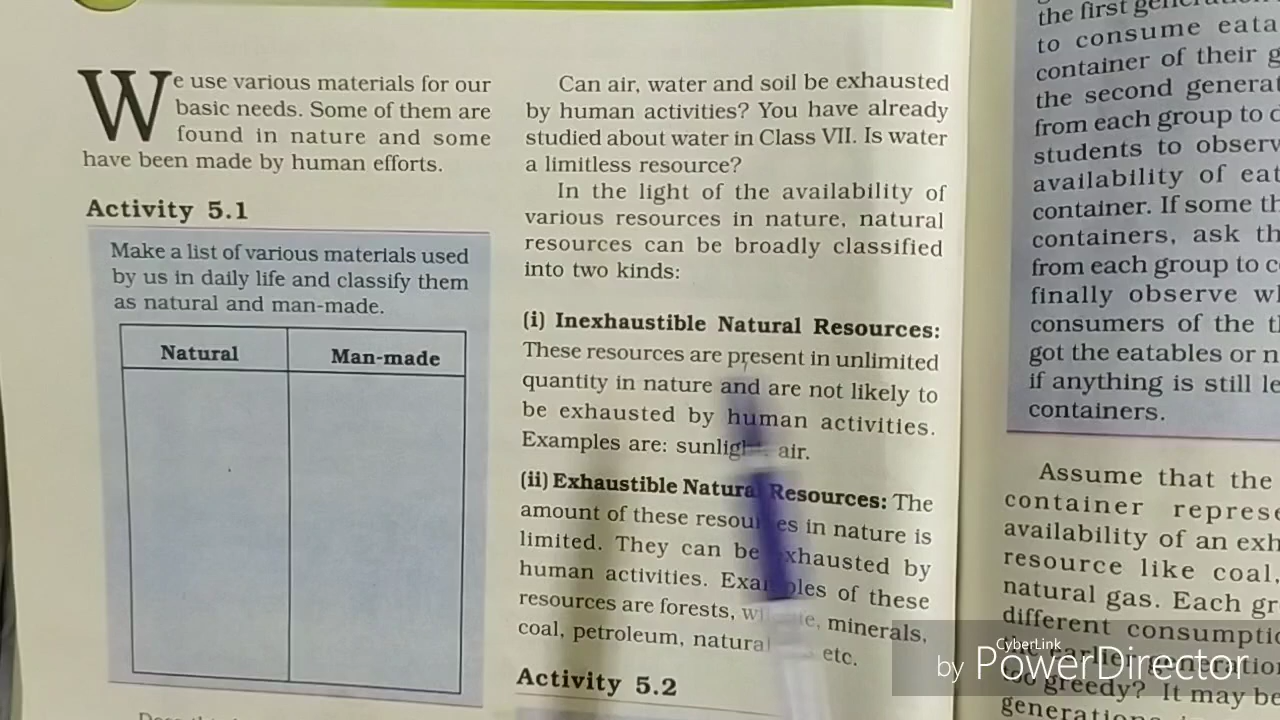 We use various materials for our
basic needs. Some of them are
found in nature and some
have been made by human efforts.
Activity 5.1
Make a list of various materials used
by us in daily life and classify them
as natural and man-made.
Natural Man-made
Can air, water and soil be exhausted
by human activities? You have already
studied about water in Class VII. Is water
a limitless resource?
In the light of the availability of
various resources in nature, natural
resources can be broadly classified
into two kinds:
(i) Inexhaustible Natural Resources:
These resources are present in unlimited
quantity in nature and are not likely to
be exhausted by human activities.
Examples are: sunlight, air.
(ii) Exhaustible Natural Resources: The
amount of these resources in nature is
limited. They can be exhausted by
human activities. Examples of these
resources are forests, minerals,
coal, petroleum, natural etc.
Activity 5.2
the first
to consume
container of their
the second
from each group to
students to
availability of
container. If some
containers, ask
from each group to
finally observe
consumers of the
got the eatables or
if anything is still
containers.
Assume that the
container
availability of an
resource like coal,
natural gas. Each
different
the earlier generation
too greedy? It may be
CyberLink
by PowerDirector